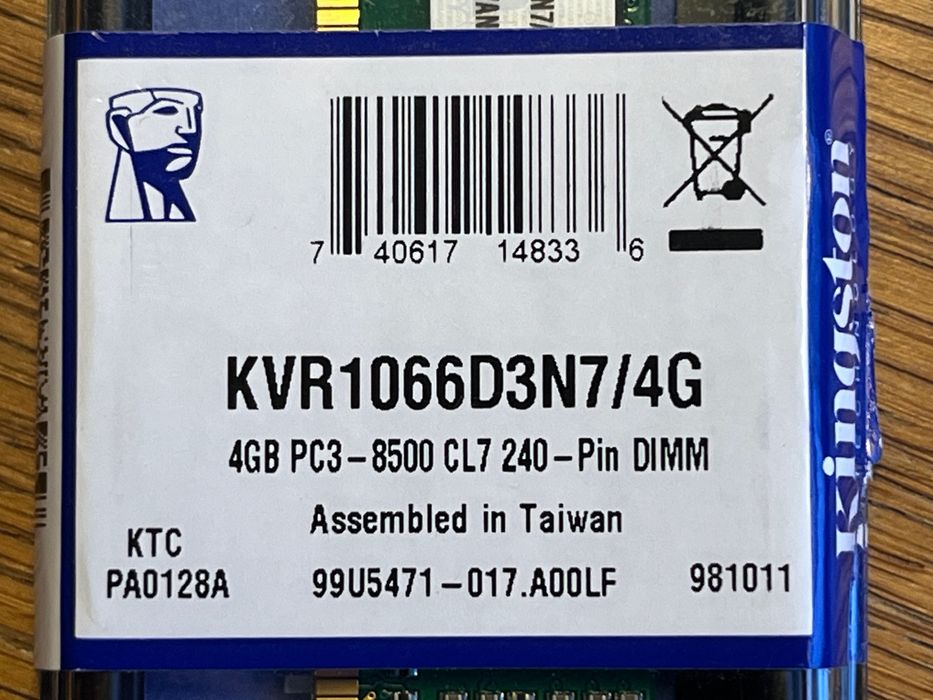 7 40617 14833 6
KVR1066D3N7/4G
4GB PC3-8500 CL7 240-Pin DIMM
Assembled in Taiwan
KTC
PA0128A 99U5471-017.A00LF 981011
Kingston